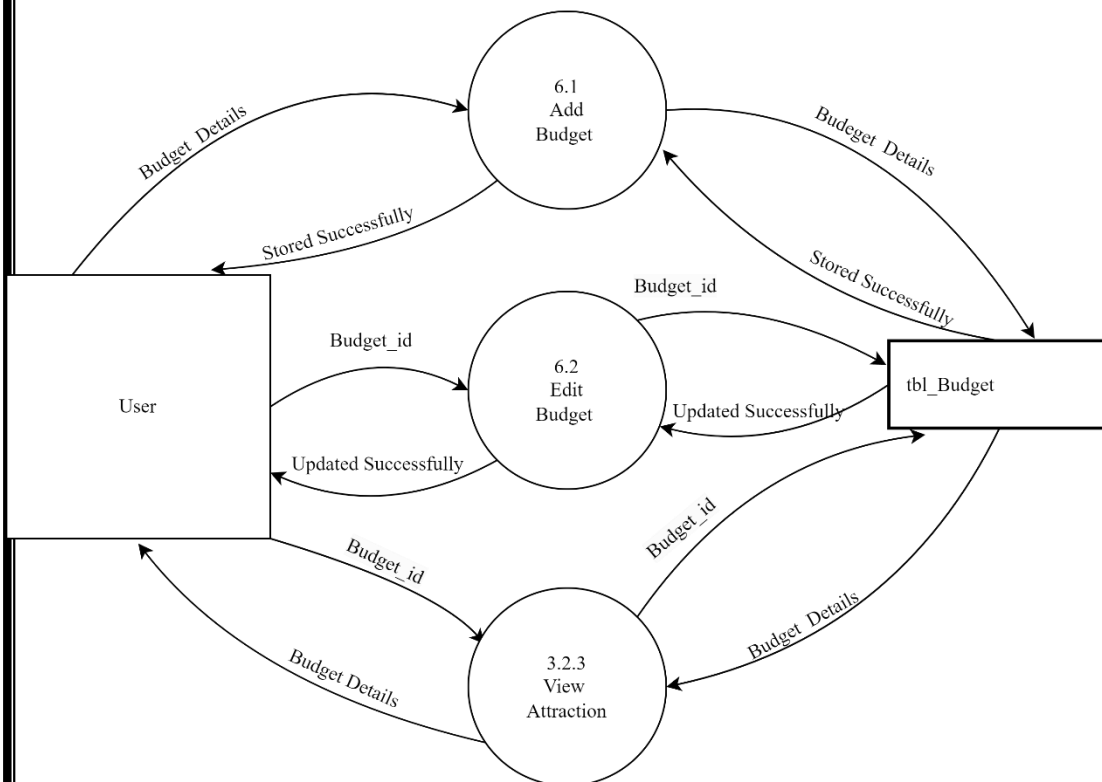 6.1
Add
Budget
Budget Details
Budeget Details
Stored Successfully
Stored Successfully
Budget_id
Budget_id
6.2
Edit
Budget
User
tbl_Budget
Updated Successfully
Updated Successfully
Budget_id
Budget_id
3.2.3
View
Attraction
Budget Details
Budget Details